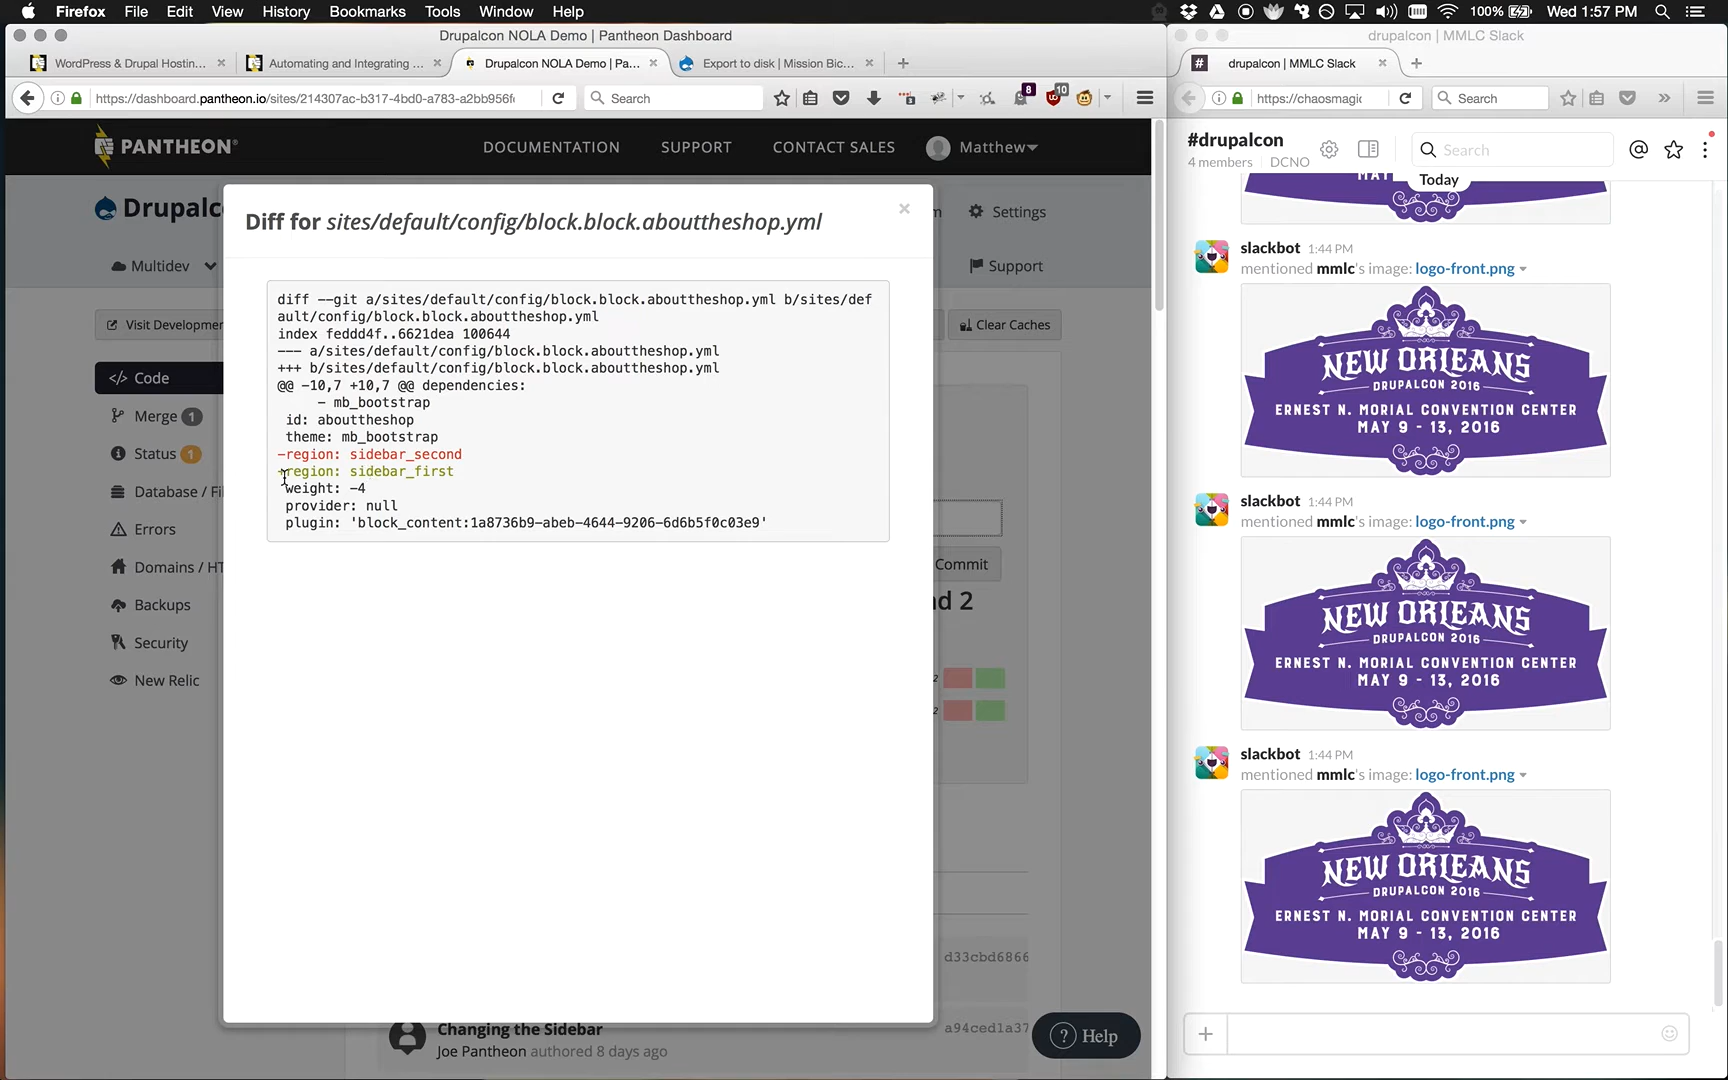 Firefox File Edit View History Bookmarks Tools Window Help 100% Wed 1:57 PM
Drupalcon NOLA Demo | Pantheon Dashboard
WordPress & Drupal Hostin...
Automating and Integrating ...
Drupalcon NOLA Demo | Pa...
Export to disk | Mission Bic...
https://dashboard.pantheon.io/sites/214307ac-b317-4bd0-a783-a2bb956f
Search
8
10
PANTHEON
DOCUMENTATION SUPPORT CONTACT SALES Matthew
Drupalc
Settings
Multidev
Support
Visit Developmer
Clear Caches
Code
Merge 1
Status 1
Database / Fi
Errors
Domains / HT
Backups
Security
New Relic
Diff for sites/default/config/block.block.abouttheshop.yml
×
diff --git a/sites/default/config/block.block.abouttheshop.yml b/sites/def
ault/config/block.block.abouttheshop.yml
index feddd4f..6621dea 100644
--- a/sites/default/config/block.block.abouttheshop.yml
+++ b/sites/default/config/block.block.abouttheshop.yml
@@ -10,7 +10,7 @@ dependencies:
- mb_bootstrap
id: abouttheshop
theme: mb_bootstrap
-region: sidebar_second
+region: sidebar_first
weight: -4
provider: null
plugin: 'block_content:1a8736b9-abeb-4644-9206-6d6b5f0c03e9'
Commit
nd 2
2
2
d33cbd6866
Changing the Sidebar
a94ced1a37
Joe Pantheon authored 8 days ago
? Help
drupalcon | MMLC Slack
# drupalcon | MMLC Slack
https://chaosmagic
Search
#drupalcon
4 members DCNO
Search
Today
slackbot 1:44 PM
mentioned mmlc's image: logo-front.png
NEW ORLEANS
DRUPALCON 2016
ERNEST N. MORIAL CONVENTION CENTER
MAY 9 - 13, 2016
slackbot 1:44 PM
mentioned mmlc's image: logo-front.png
NEW ORLEANS
DRUPALCON 2016
ERNEST N. MORIAL CONVENTION CENTER
MAY 9 - 13, 2016
slackbot 1:44 PM
mentioned mmlc's image: logo-front.png
NEW ORLEANS
DRUPALCON 2016
ERNEST N. MORIAL CONVENTION CENTER
MAY 9 - 13, 2016